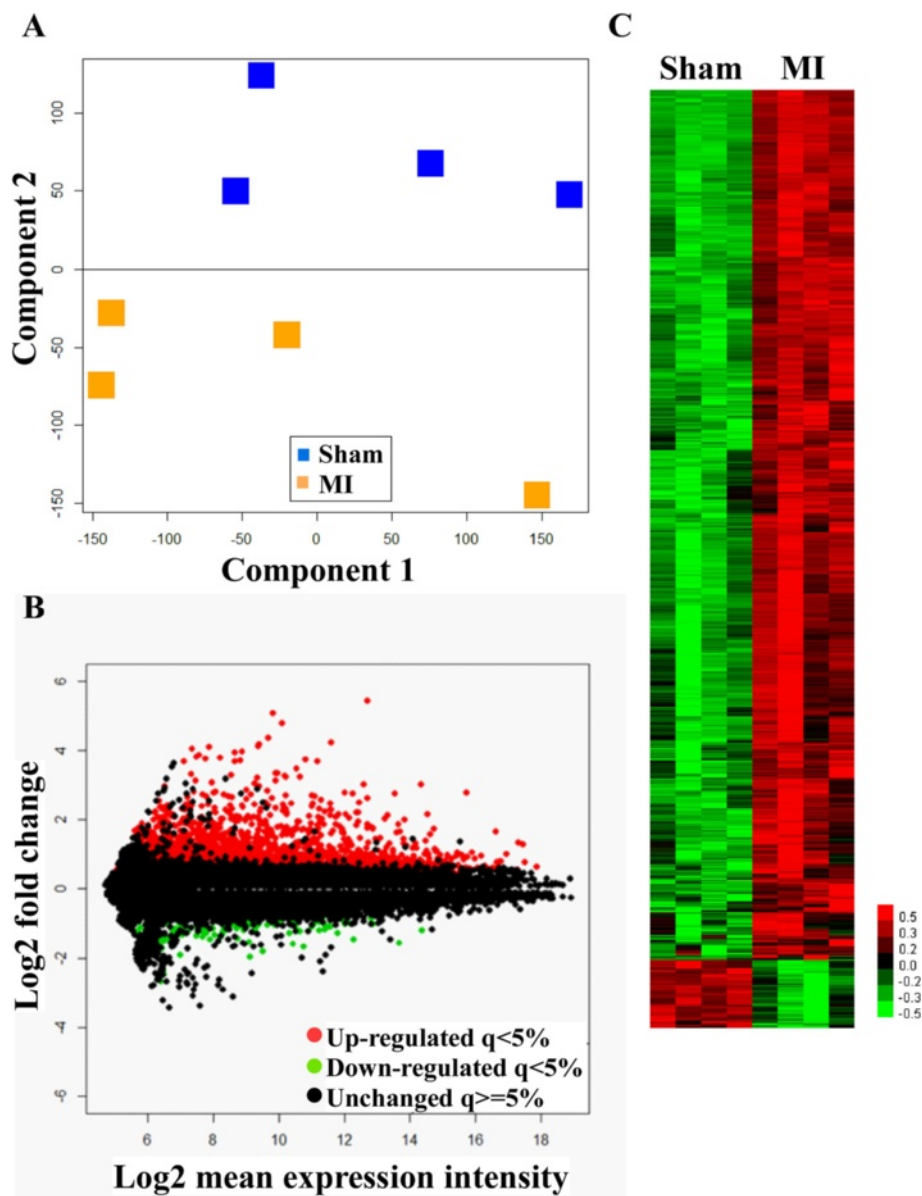 A
Component 2
100
50
0
-50
-100
-150
Sham
MI
-150
-100
-50
0
50
100
150
Component 1
B
Log2 fold change
6
4
2
0
-2
-4
-6
Up-regulated q<5%
Down-regulated q<5%
Unchanged q>=5%
6
8
10
12
14
16
18
Log2 mean expression intensity
C
Sham MI
0.5
0.3
0.0
-0.2
-0.3
-0.5